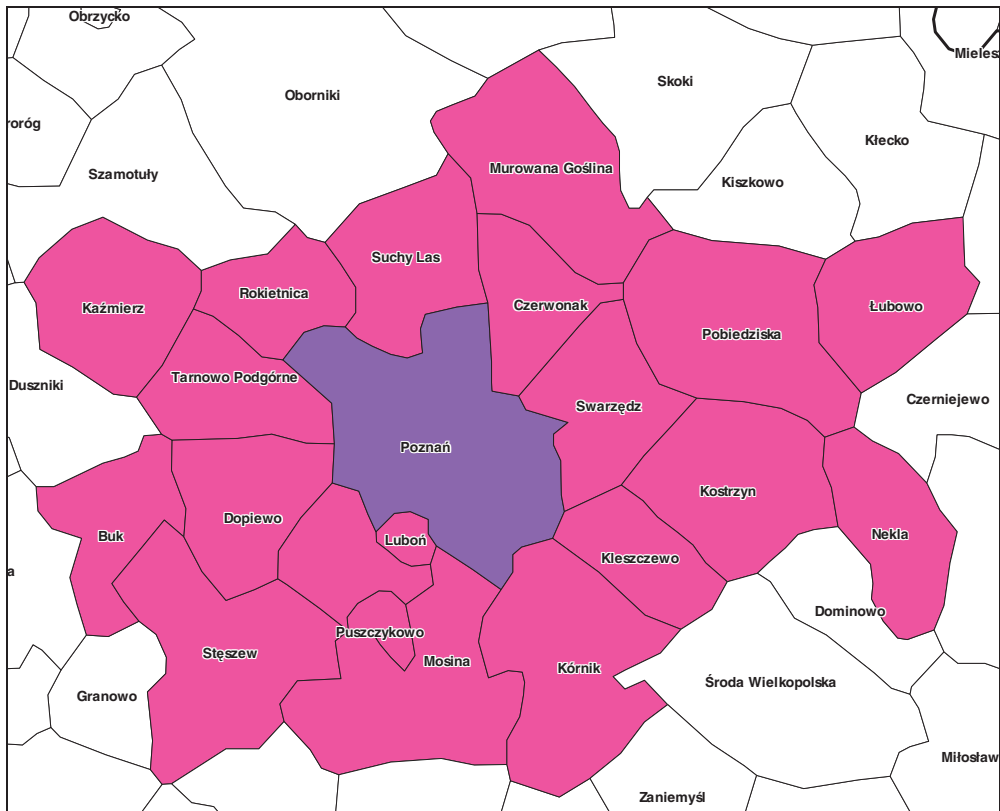 Obrzycko
Mieles
Skoki
Oborniki
roróg
Kłecko
Murowana Goślina
Szamotuły
Kiszkowo
Suchy Las
Rokietnica
Kaźmierz
Czerwonak
Łubowo
Pobiedziska
Tarnowo Podgórne
Duszniki
Czerniejewo
Swarzędz
Poznań
Kostrzyn
Dopiewo
Buk
Luboń
Nekla
Kleszczewo
a
Dominowo
Puszczykowo
Stęszew
Mosina
Kórnik
Środa Wielkopolska
Granowo
Miłosław
Zaniemyśl